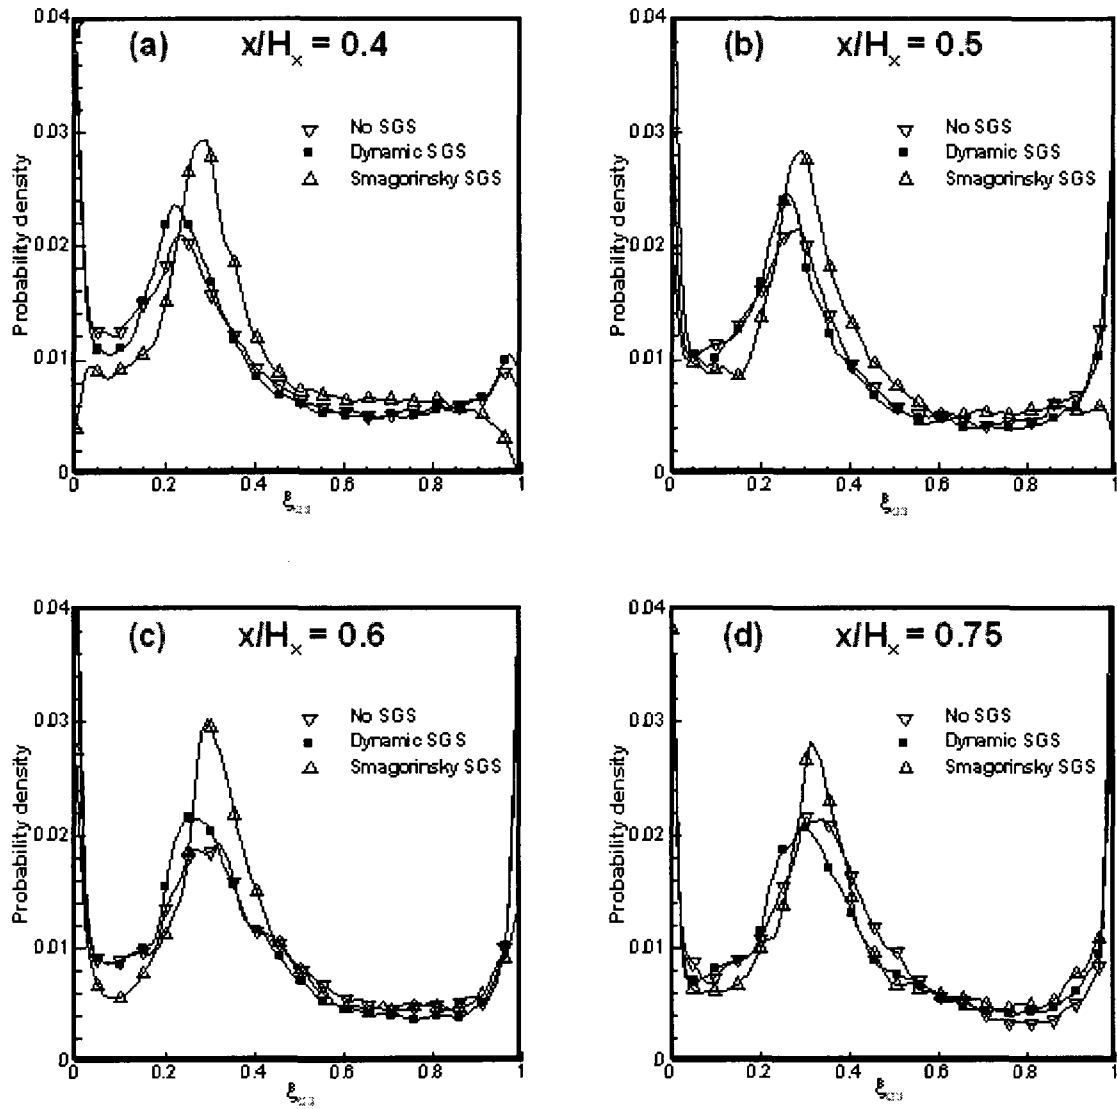 (a) x/Hₓ = 0.4
Probability density
0.04
0.03
0.02
0.01
0
No SGS
Dynamic SGS
Smagorinsky SGS
0 0.2 0.4 0.6 0.8 1
(b) x/Hₓ = 0.5
Probability density
0.04
0.03
0.02
0.01
0
No SGS
Dynamic SGS
Smagorinsky SGS
0 0.2 0.4 0.6 0.8 1
(c) x/Hₓ = 0.6
Probability density
0.04
0.03
0.02
0.01
0
No SGS
Dynamic SGS
Smagorinsky SGS
0 0.2 0.4 0.6 0.8 1
(d) x/Hₓ = 0.75
Probability density
0.04
0.03
0.02
0.01
0
No SGS
Dynamic SGS
Smagorinsky SGS
0 0.2 0.4 0.6 0.8 1